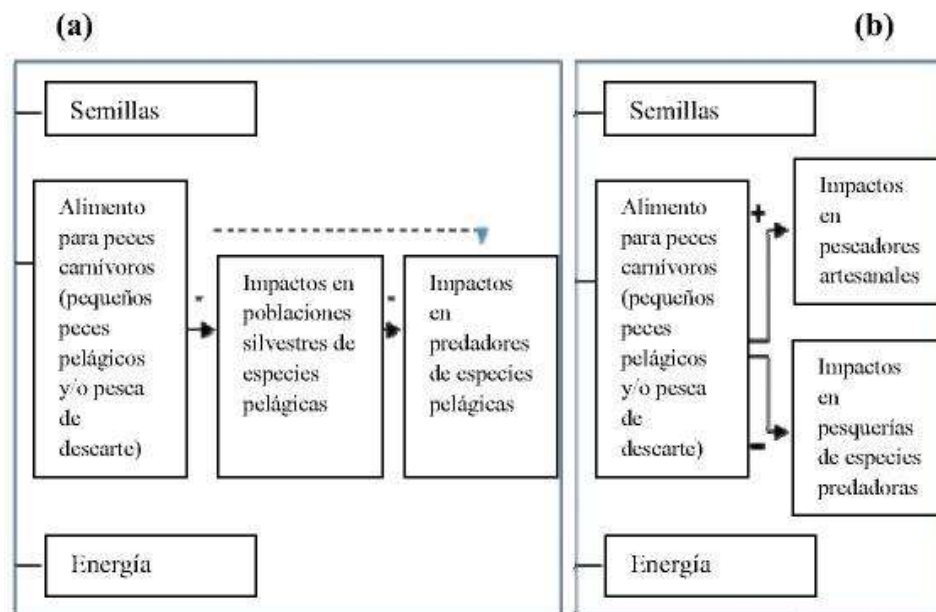 (a)
Semillas
Alimento
para peces
carnívoros
(pequeños
peces
pelágicos
y/o pesca
de
descarte)
-
Impactos en
poblaciones
silvestres de
especies
pelágicas
-
Impactos
en
predadores
de especies
pelágicas
Energía
(b)
Semillas
Alimento
para peces
carnívoros
(pequeños
peces
pelágicos
y/o pesca
de
descarte)
+
Impactos
en
pescadores
artesanales
-
Impactos
en
pesquerías
de especies
predadoras
Energía